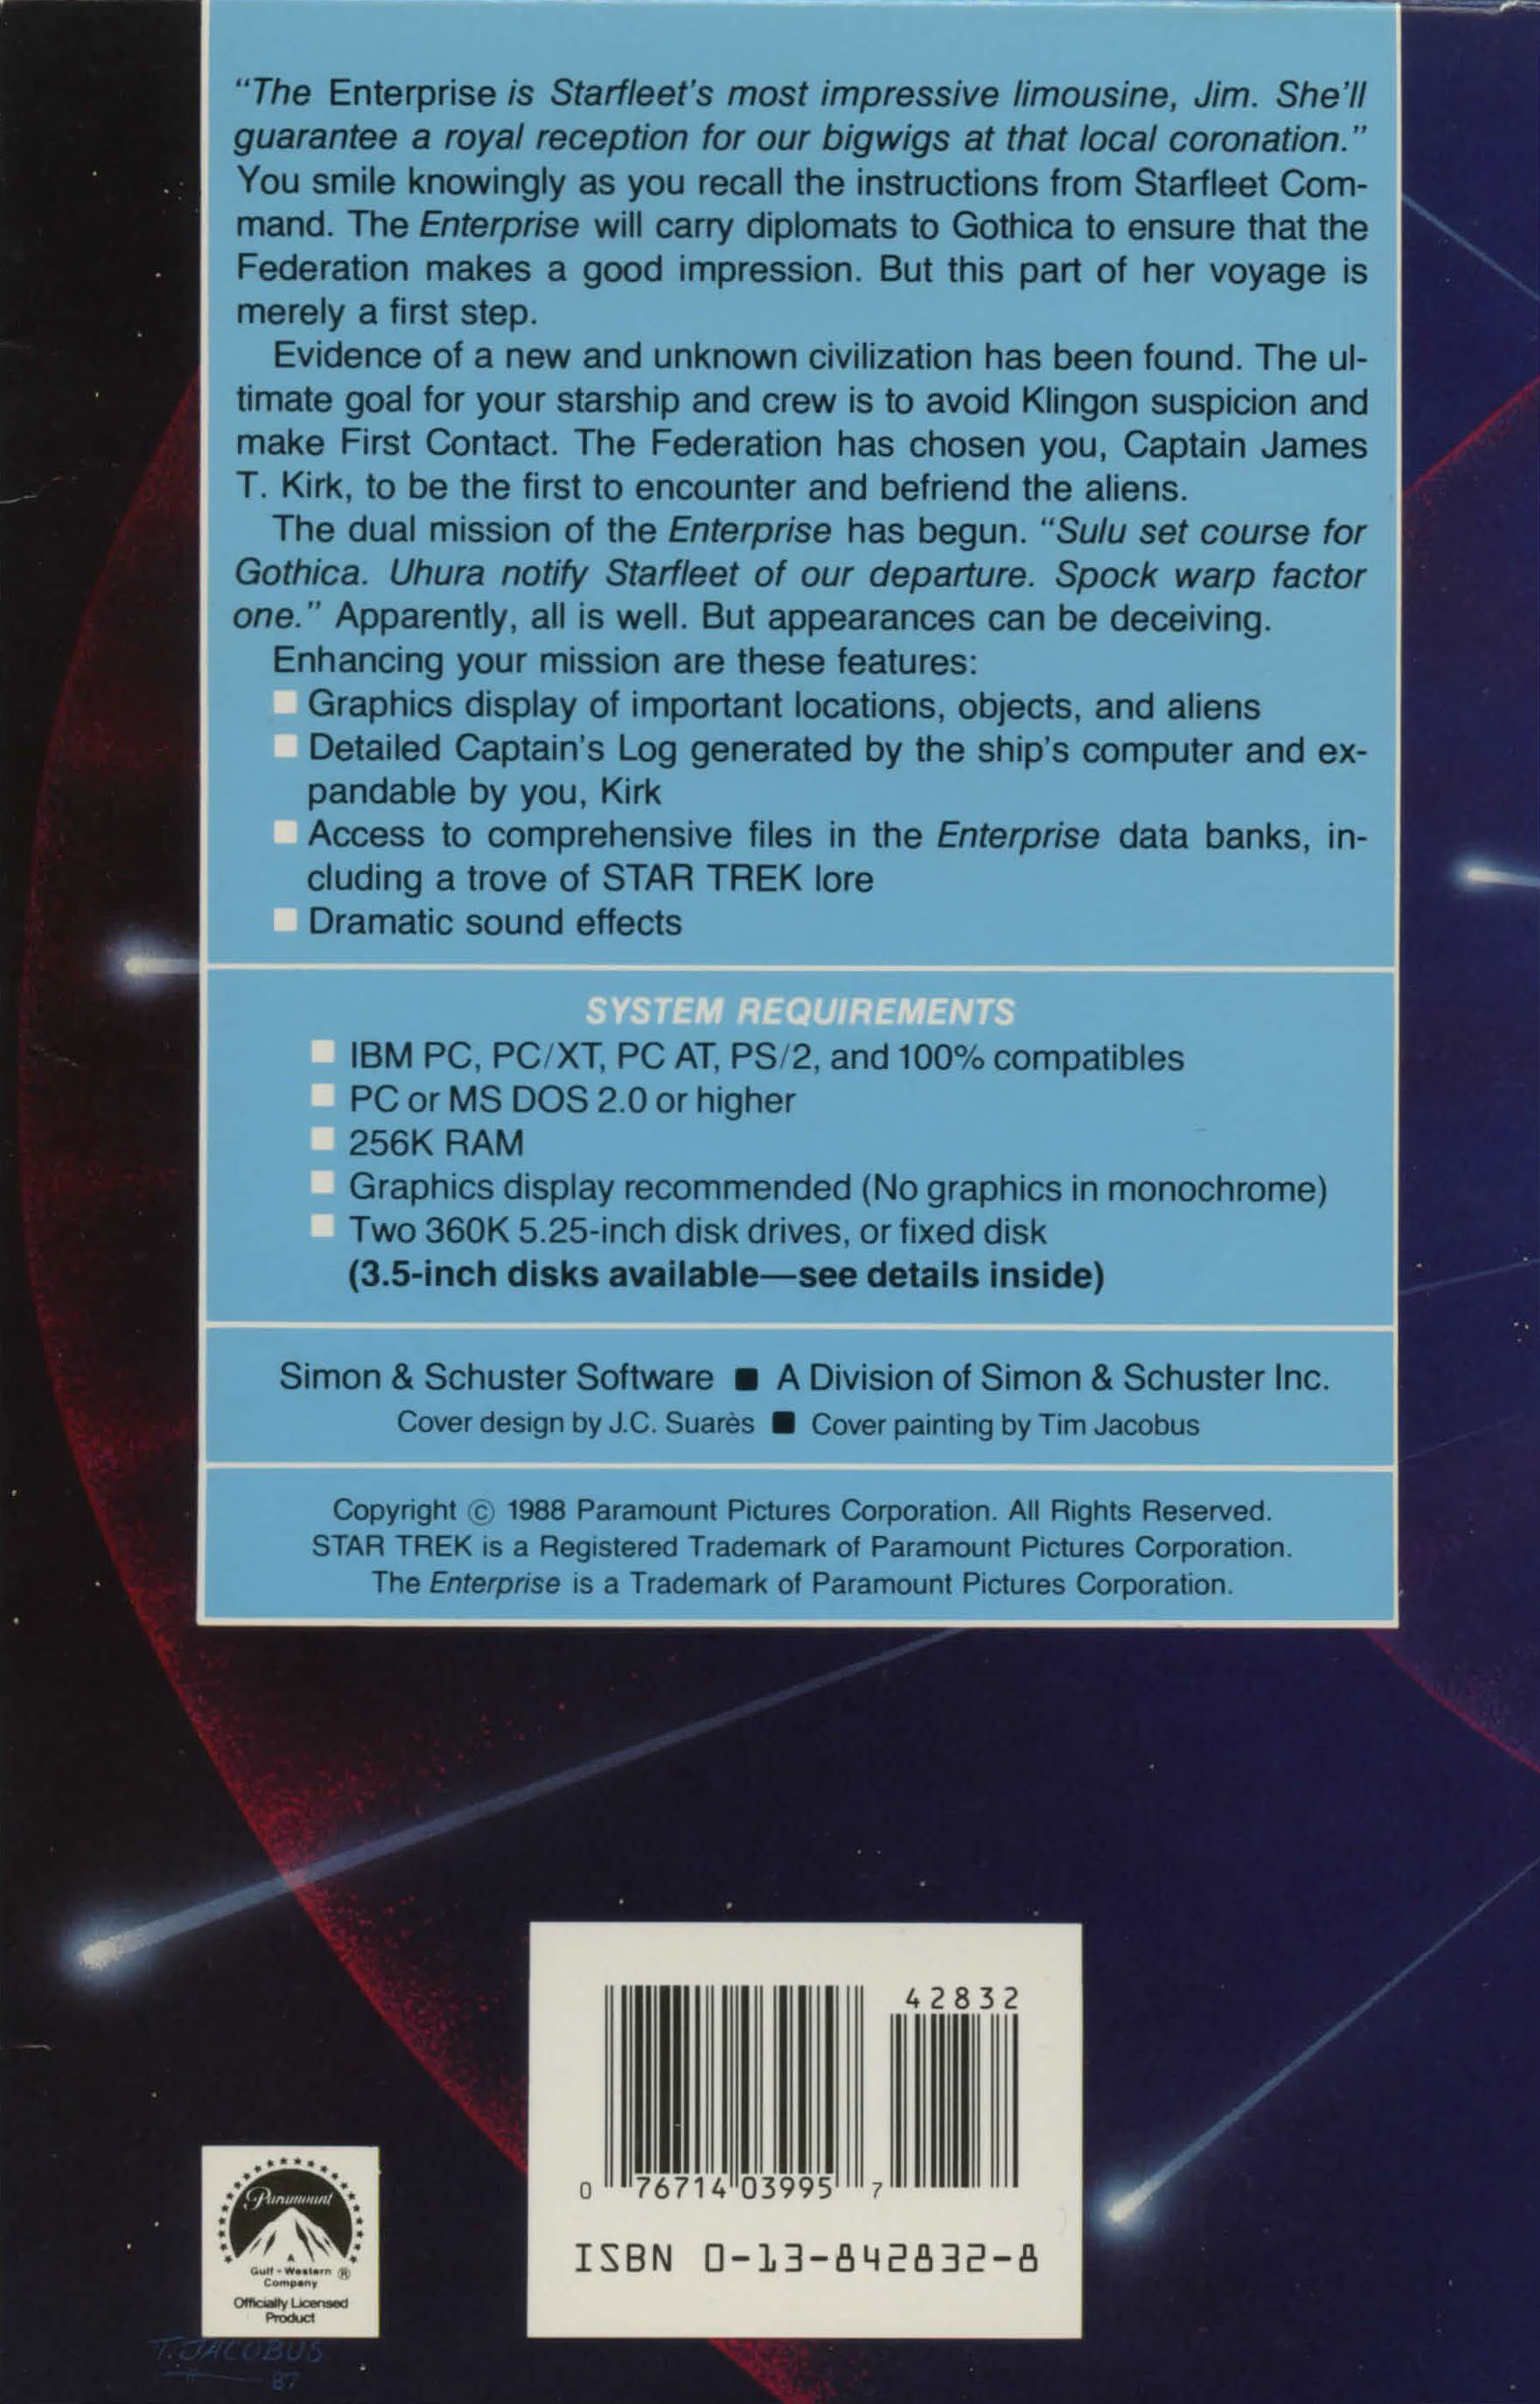 "The Enterprise is Starfleet's most impressive limousine, Jim. She'll
guarantee a royal reception for our bigwigs at that local coronation."
You smile knowingly as you recall the instructions from Starfleet Com-
mand. The Enterprise will carry diplomats to Gothica to ensure that the
Federation makes a good impression. But this part of her voyage is
merely a first step.
Evidence of a new and unknown civilization has been found. The ul-
timate goal for your starship and crew is to avoid Klingon suspicion and
make First Contact. The Federation has chosen you, Captain James
T. Kirk, to be the first to encounter and befriend the aliens.
The dual mission of the Enterprise has begun. "Sulu set course for
Gothica. Uhura notify Starfleet of our departure. Spock warp factor
one." Apparently, all is well. But appearances can be deceiving.
Enhancing your mission are these features:
■ Graphics display of important locations, objects, and aliens
■ Detailed Captain's Log generated by the ship's computer and ex-
pandable by you, Kirk
■ Access to comprehensive files in the Enterprise data banks, in-
cluding a trove of STAR TREK lore
■ Dramatic sound effects
SYSTEM REQUIREMENTS
■ IBM PC, PC/XT, PC AT, PS/2, and 100% compatibles
■ PC or MS DOS 2.0 or higher
■ 256K RAM
■ Graphics display recommended (No graphics in monochrome)
■ Two 360K 5.25-inch disk drives, or fixed disk
(3.5-inch disks available—see details inside)
Simon & Schuster Software ■ A Division of Simon & Schuster Inc.
Cover design by J.C. Suarès ■ Cover painting by Tim Jacobus
Copyright © 1988 Paramount Pictures Corporation. All Rights Reserved.
STAR TREK is a Registered Trademark of Paramount Pictures Corporation.
The Enterprise is a Trademark of Paramount Pictures Corporation.
42832
0 76714 03995 7
ISBN 0-13-842832-8
Paramount
A
Gulf + Western ®
Company
Officially Licensed
Product
T. JACOBUS
87